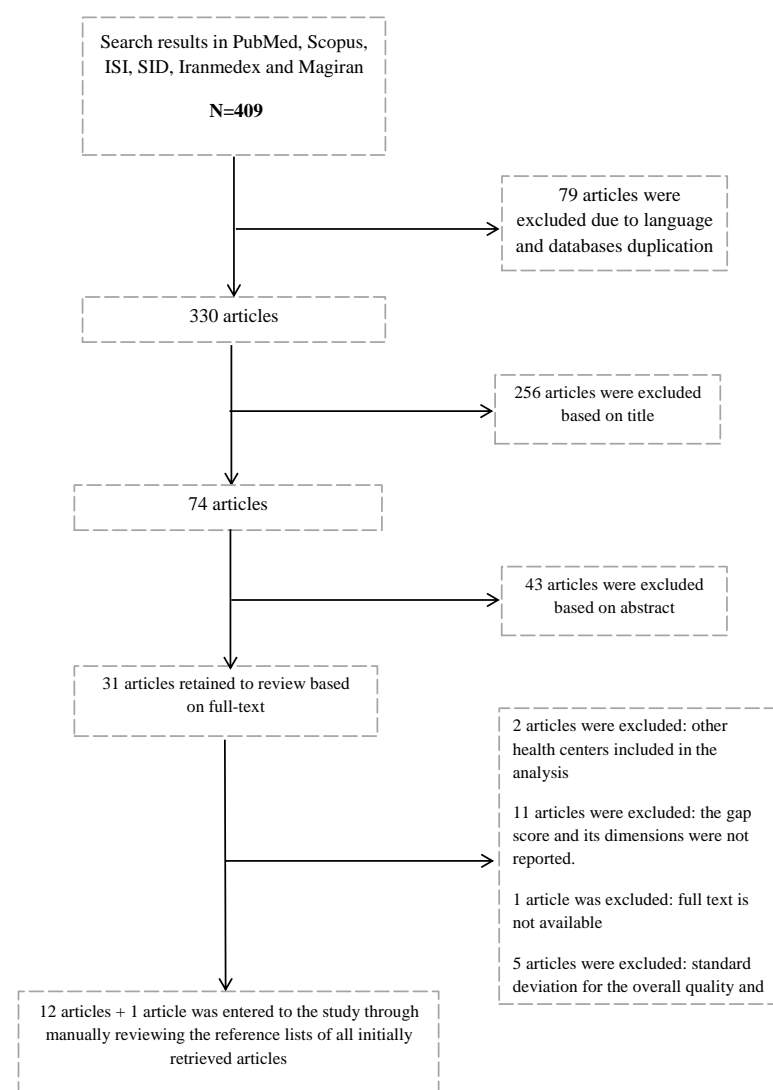 Search results in PubMed, Scopus,
ISI, SID, Iranmedex and Magiran
N=409
79 articles were
excluded due to language
and databases duplication
330 articles
256 articles were excluded
based on title
74 articles
43 articles were excluded
based on abstract
31 articles retained to review based
on full-text
2 articles were excluded: other
health centers included in the
analysis
11 articles were excluded: the gap
score and its dimensions were not
reported.
1 article was excluded: full text is
not available
5 articles were excluded: standard
deviation for the overall quality and
12 articles + 1 article was entered to the study through
manually reviewing the reference lists of all initially
retrieved articles